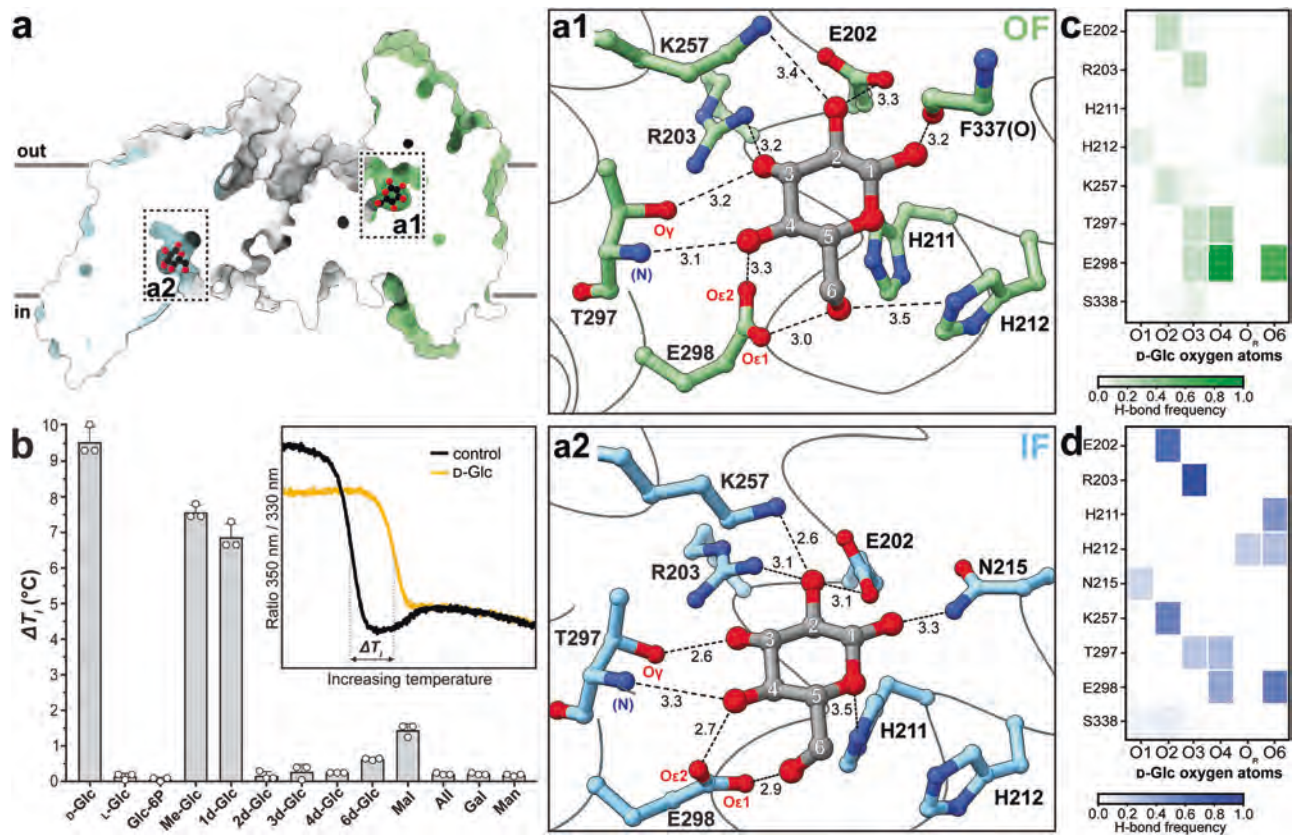 a
out
in
a1
a2
a1
OF
K257
E202
3.4
3.3
F337(O)
R203
3.2
3.2
2
3
1
3.2
Oγ
4
5
H211
3.1
3.3
(N)
6
Oε2
T297
3.5
H212
E298
3.0
Oε1
c
E202
R203
H211
H212
K257
T297
E298
S338
O1 O2 O3 O4 OR O6
D-Glc oxygen atoms
0.0 0.2 0.4 0.6 0.8 1.0
H-bond frequency
b
10
9
8
7
6
5
4
3
2
1
0
ΔTi (°C)
D-Glc
L-Glc
Glc-6P
Me-Glc
1d-Glc
2d-Glc
3d-Glc
4d-Glc
6d-Glc
Mal
All
Gal
Man
control
D-Glc
Ratio 350 nm / 330 nm
ΔTi
Increasing temperature
a2
IF
K257
2.6
E202
R203
3.1
N215
3.1
T297
2
3
1
3.3
2.6
Oγ
4
5
(N)
3.3
3.5
2.7
H211
6
Oε2
2.9
Oε1
H212
E298
d
E202
R203
H211
H212
N215
K257
T297
E298
S338
O1 O2 O3 O4 OR O6
D-Glc oxygen atoms
0.0 0.2 0.4 0.6 0.8 1.0
H-bond frequency